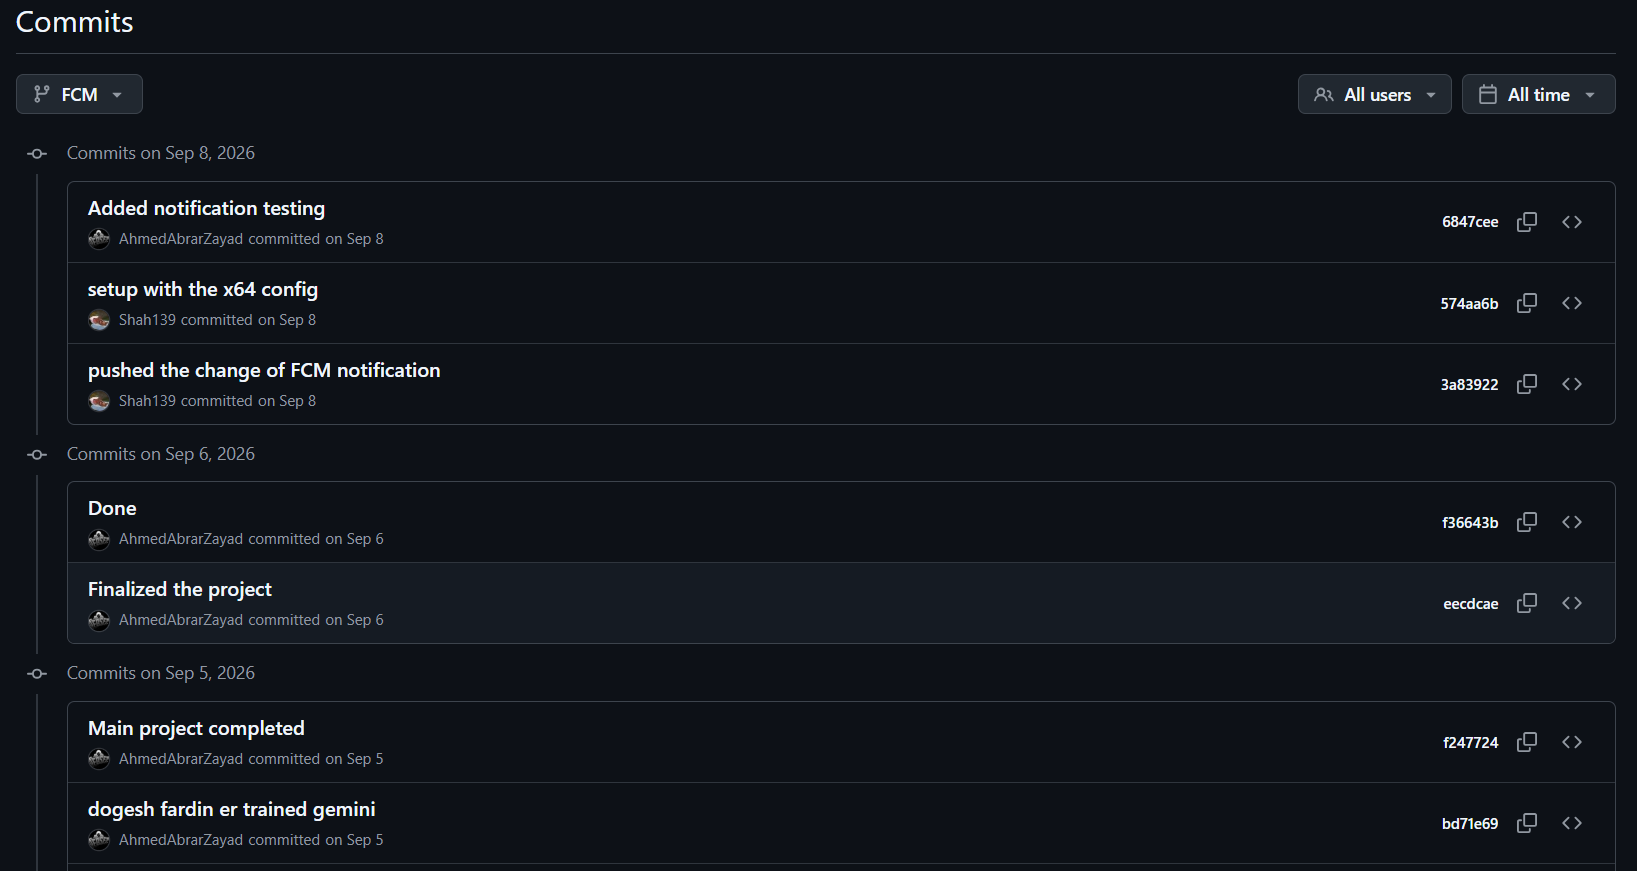 Commits
FCM
All users
All time
Commits on Sep 8, 2026
Added notification testing
6847cee
AhmedAbrarZayad committed on Sep 8
setup with the x64 config
574aa6b
Shah139 committed on Sep 8
pushed the change of FCM notification
3a83922
Shah139 committed on Sep 8
Commits on Sep 6, 2026
Done
f36643b
AhmedAbrarZayad committed on Sep 6
Finalized the project
eecdcae
AhmedAbrarZayad committed on Sep 6
Commits on Sep 5, 2026
Main project completed
f247724
AhmedAbrarZayad committed on Sep 5
dogesh fardin er trained gemini
bd71e69
AhmedAbrarZayad committed on Sep 5